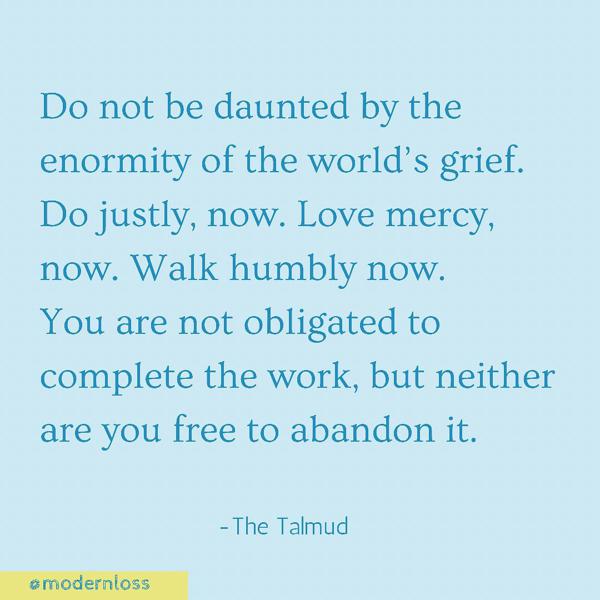 Do not be daunted by the
enormity of the world’s grief.
Do justly, now. Love mercy,
now. Walk humbly now.
You are not obligated to
complete the work, but neither
are you free to abandon it.
-The Talmud
#modernloss